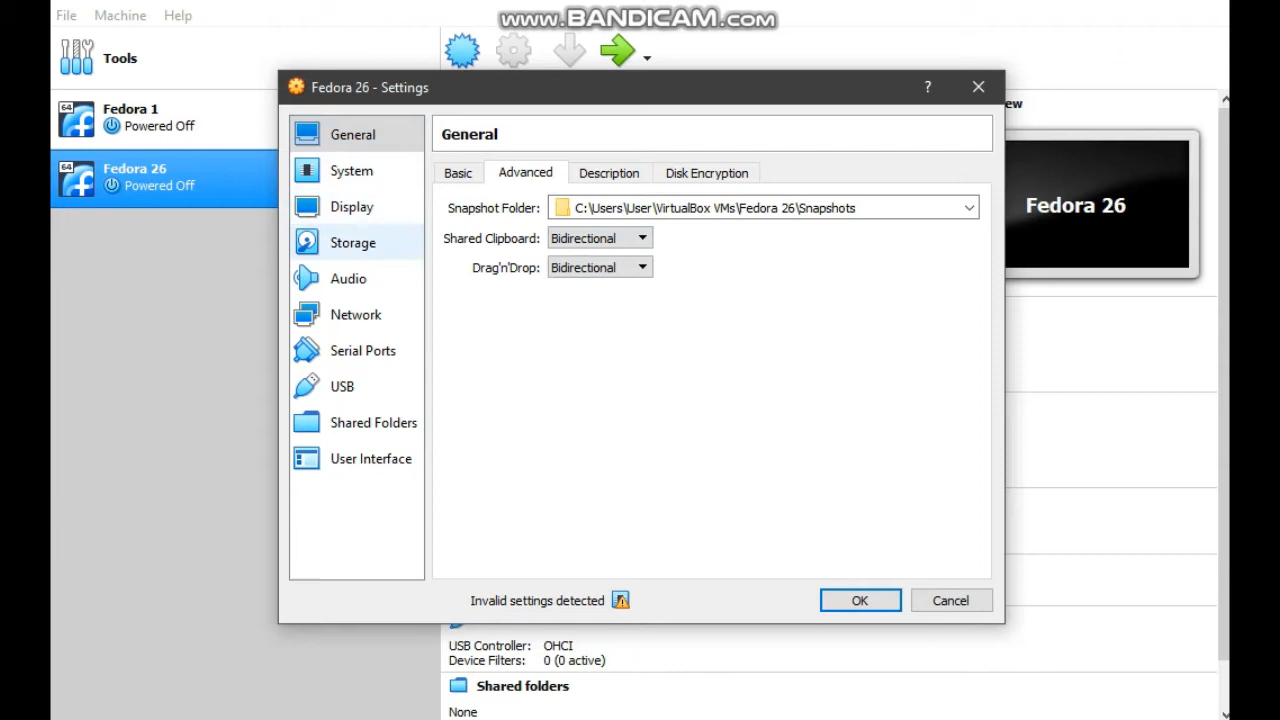 www.BANDICAM.com
File Machine Help
Tools
64
Fedora 1
Powered Off
64
Fedora 26
Powered Off
Fedora 26 - Settings
?
General
System
Display
Storage
Audio
Network
Serial Ports
USB
Shared Folders
User Interface
General
Basic Advanced Description Disk Encryption
Snapshot Folder: C:\Users\User\VirtualBox VMs\Fedora 26\Snapshots
Shared Clipboard: Bidirectional
Drag'n'Drop: Bidirectional
Invalid settings detected
OK Cancel
ew
Fedora 26
USB Controller: OHCI
Device Filters: 0 (0 active)
Shared folders
None